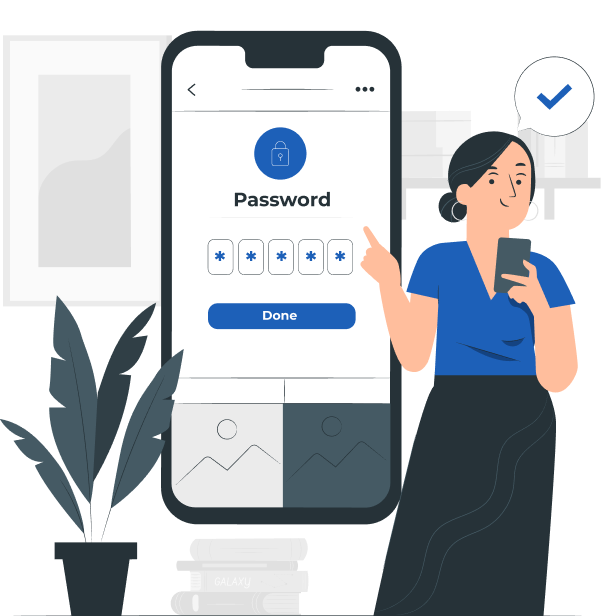 Password
* * * * *
Done
GALAXY